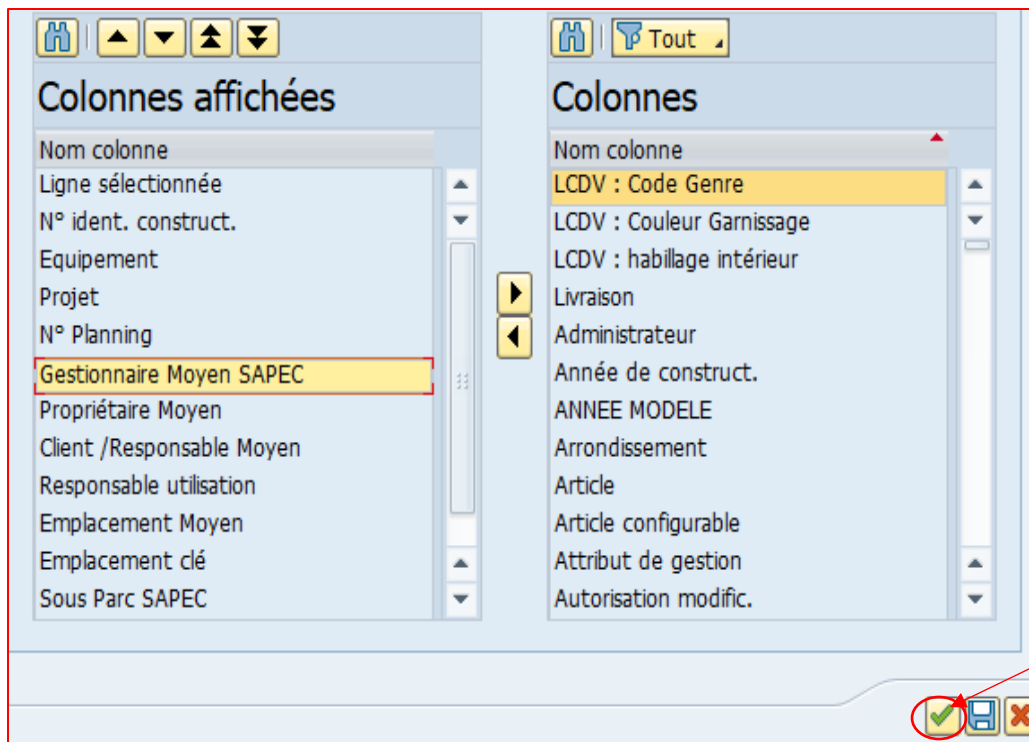 Tout
Colonnes affichées
Nom colonne
Ligne sélectionnée
N° ident. construct.
Equipement
Projet
N° Planning
Gestionnaire Moyen SAPEC
Propriétaire Moyen
Client /Responsable Moyen
Responsable utilisation
Emplacement Moyen
Emplacement clé
Sous Parc SAPEC
Colonnes
Nom colonne
LCDV : Code Genre
LCDV : Couleur Garnissage
LCDV : habillage intérieur
Livraison
Administrateur
Année de construct.
ANNEE MODELE
Arrondissement
Article
Article configurable
Attribut de gestion
Autorisation modific.